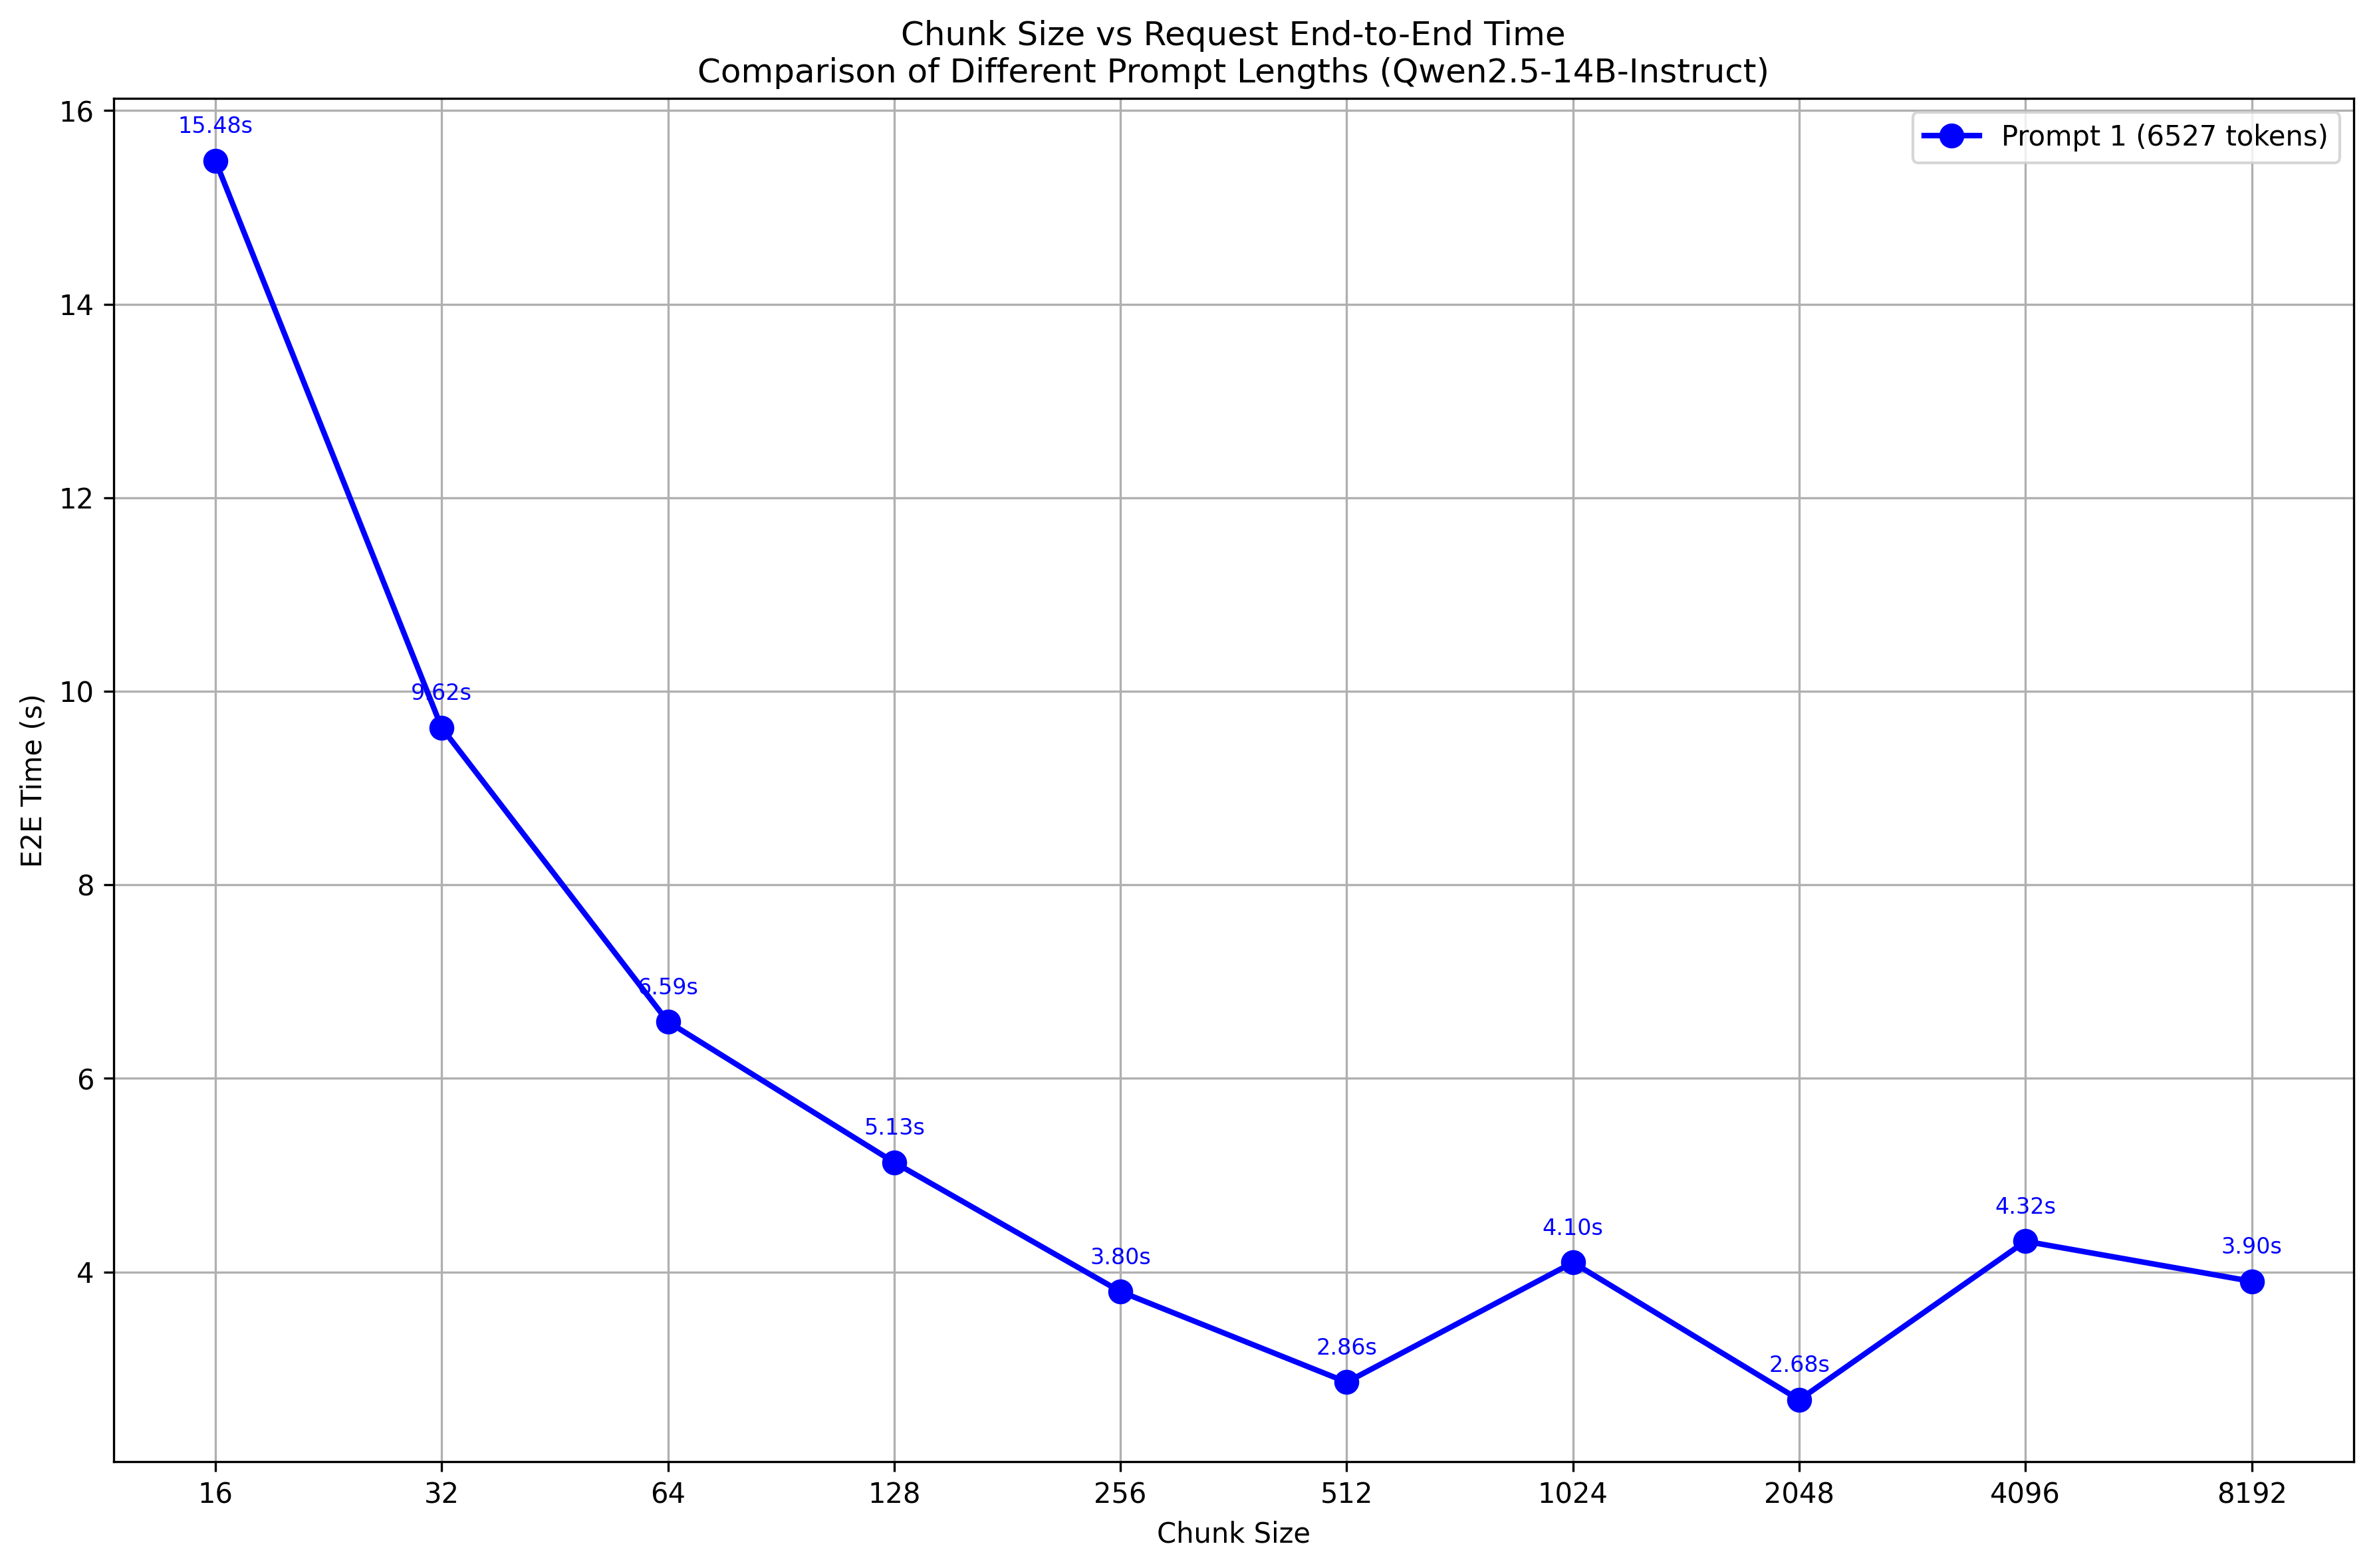 Chunk Size vs Request End-to-End Time
Comparison of Different Prompt Lengths (Qwen2.5-14B-Instruct)
Prompt 1 (6527 tokens)
E2E Time (s)
16
14
12
10
8
6
4
15.48s
9.62s
6.59s
5.13s
3.80s
2.86s
4.10s
2.68s
4.32s
3.90s
16
32
64
128
256
512
1024
2048
4096
8192
Chunk Size